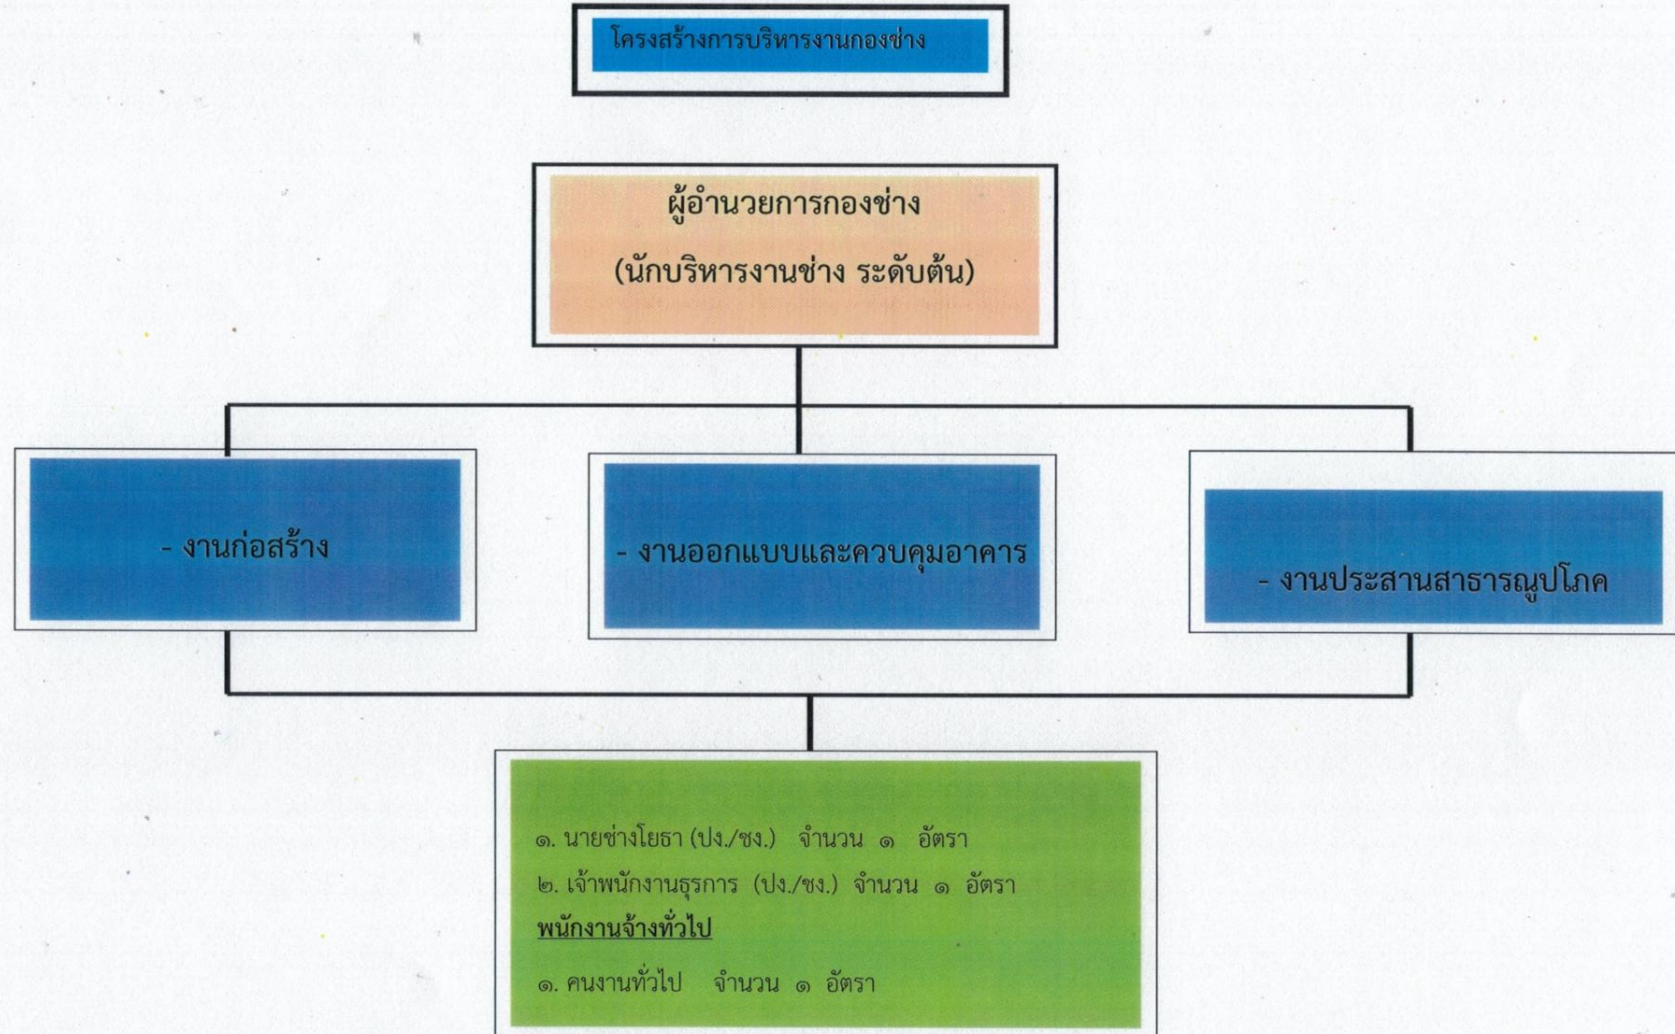 โครงสร้างการบริหารงานกองช่าง
ผู้อำนวยการกองช่าง
(นักบริหารงานช่าง ระดับต้น)
- งานก่อสร้าง
- งานออกแบบและควบคุมอาคาร
- งานประสานสาธารณูปโภค
๑. นายช่างโยธา (ปง./ชง.) จำนวน ๑ อัตรา
๒. เจ้าพนักงานธุรการ (ปง./ชง.) จำนวน ๑ อัตรา
พนักงานจ้างทั่วไป
๑. คนงานทั่วไป จำนวน ๑ อัตรา